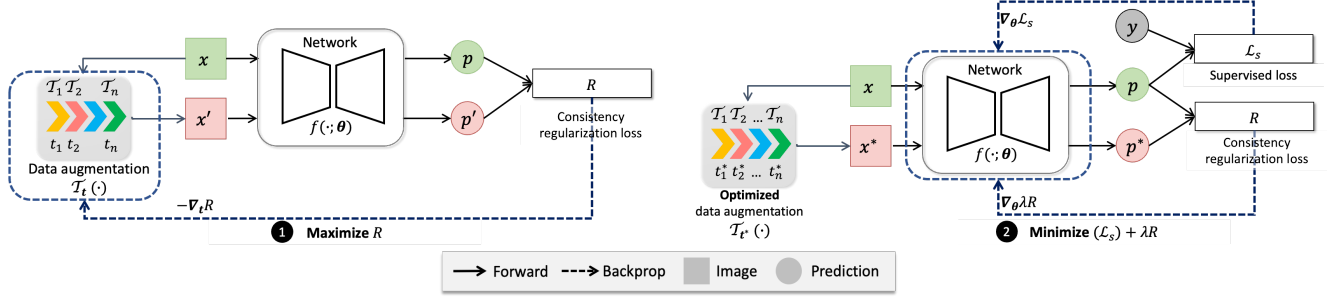 Network
x
p
𝒯₁ 𝒯₂ 𝒯ₙ
R
x′
p′
t₁ t₂ tₙ
f(·; θ)
Consistency
regularization loss
Data augmentation
𝒯ₜ(·)
−∇ₜR
1 Maximize R
∇θℒₛ
y
ℒₛ
Supervised loss
Network
x
p
𝒯₁ 𝒯₂ ... 𝒯ₙ
R
x*
p*
t₁* t₂* ... tₙ*
f(·; θ)
Consistency
regularization loss
Optimized
data augmentation
𝒯ₜ*(·)
∇θλR
2 Minimize (ℒₛ) + λR
Forward Backprop Image Prediction